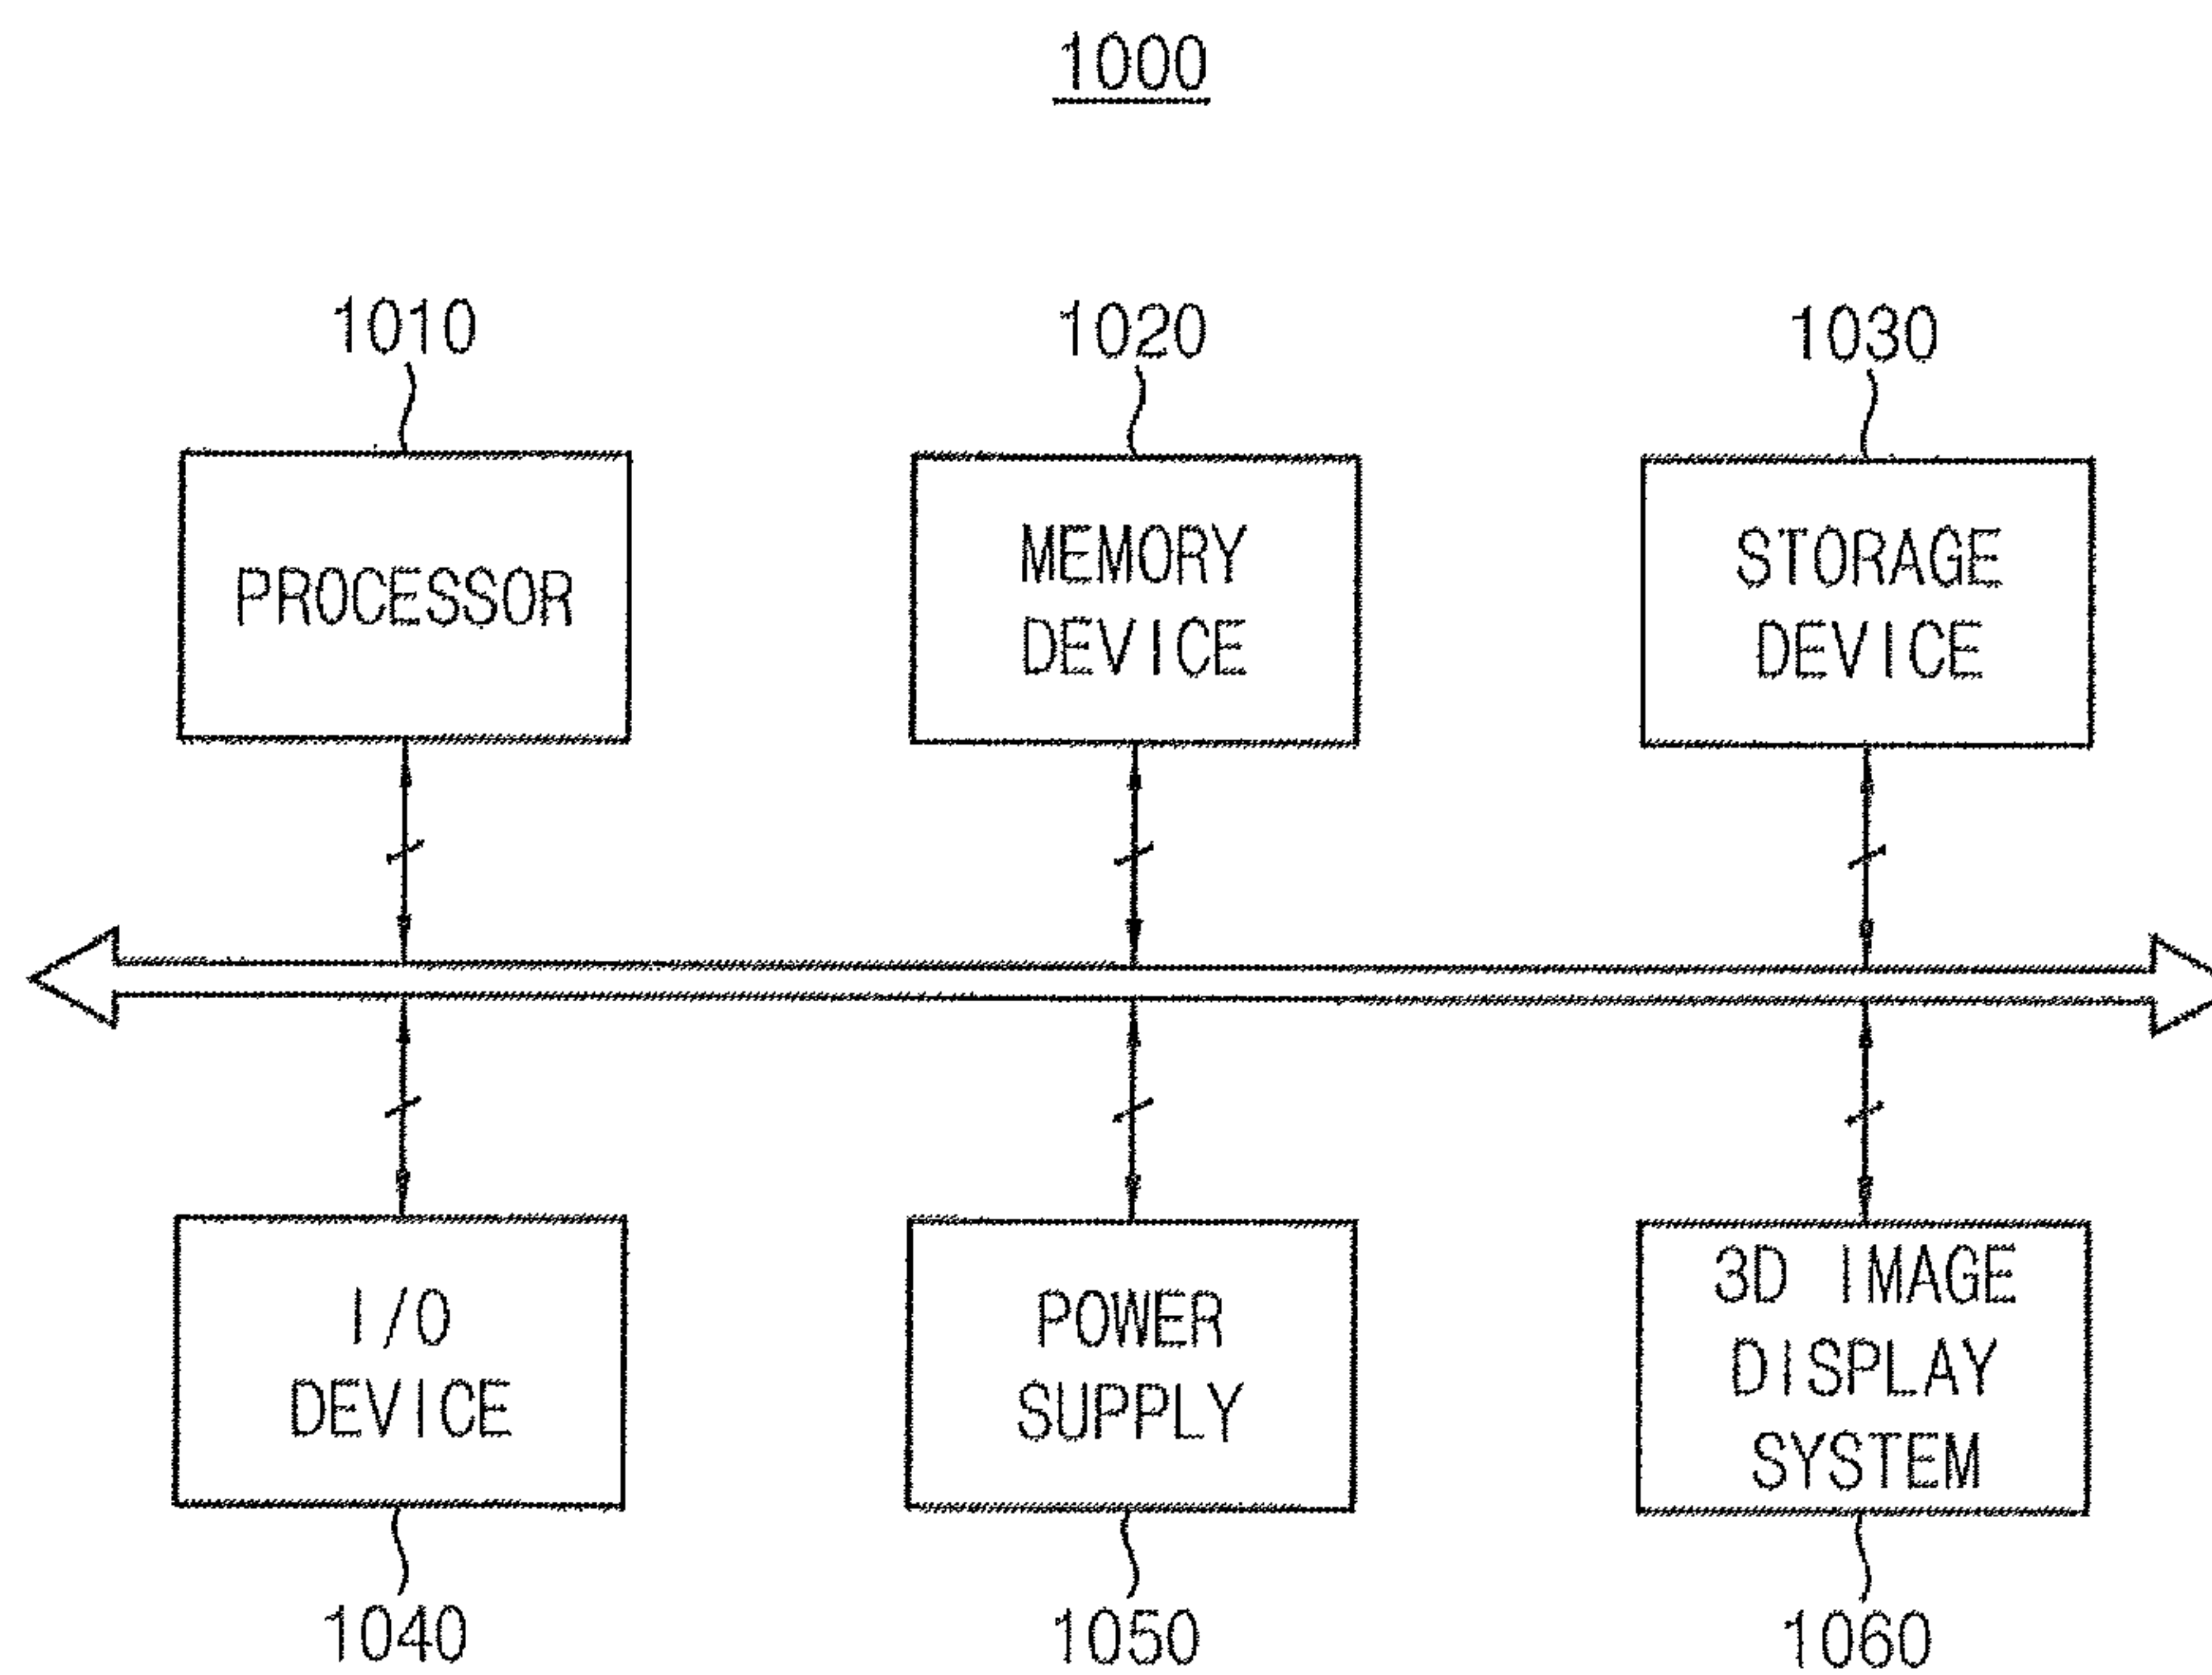 1000
1010
1020
1030
PROCESSOR
MEMORY
DEVICE
STORAGE
DEVICE
I/O
DEVICE
POWER
SUPPLY
3D IMAGE
DISPLAY
SYSTEM
1040
1050
1060